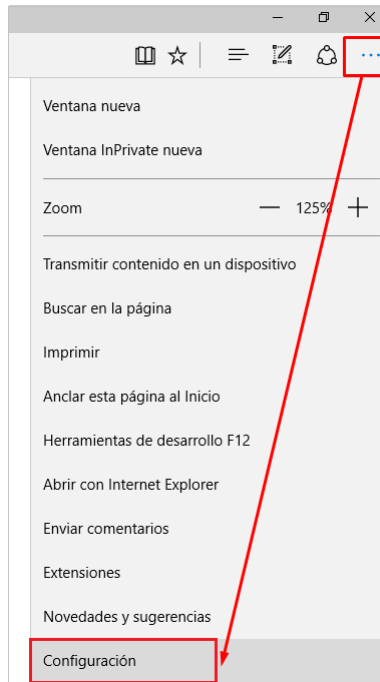 Ventana nueva
Ventana InPrivate nueva
Zoom 125%
Transmitir contenido en un dispositivo
Buscar en la página
Imprimir
Anclar esta página al Inicio
Herramientas de desarrollo F12
Abrir con Internet Explorer
Enviar comentarios
Extensiones
Novedades y sugerencias
Configuración